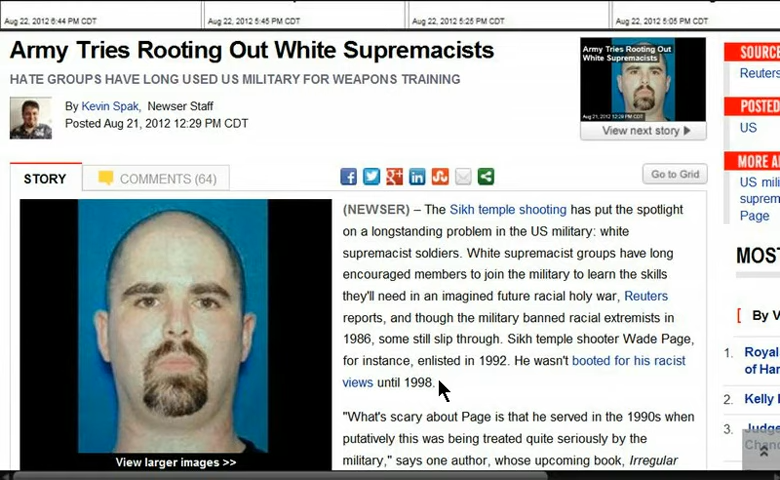 Aug 22, 2012 6:44 PM CDT
Aug 22, 2012 5:45 PM CDT
Aug 22, 2012 5:25 PM CDT
Aug 22, 2012 5:05 PM CDT
Army Tries Rooting Out White Supremacists
HATE GROUPS HAVE LONG USED US MILITARY FOR WEAPONS TRAINING
By Kevin Spak, Newser Staff
Posted Aug 21, 2012 12:29 PM CDT
Army Tries Rooting Out
White Supremacists
Aug 21, 2012 12:29 PM CDT
View next story
STORY
COMMENTS (64)
Go to Grid
(NEWSER) – The Sikh temple shooting has put the spotlight
on a longstanding problem in the US military: white
supremacist soldiers. White supremacist groups have long
encouraged members to join the military to learn the skills
they'll need in an imagined future racial holy war, Reuters
reports, and though the military banned racial extremists in
1986, some still slip through. Sikh temple shooter Wade Page,
for instance, enlisted in 1992. He wasn't booted for his racist
views until 1998.
"What's scary about Page is that he served in the 1990s when
putatively this was being treated quite seriously by the
military," says one author, whose upcoming book, Irregular
View larger images >>
SOURCE
Reuters
POSTED
US
MORE A
US mili
suprem
Page
MOST
[ By V
1. Royal
of Har
2. Kelly
3. Judge